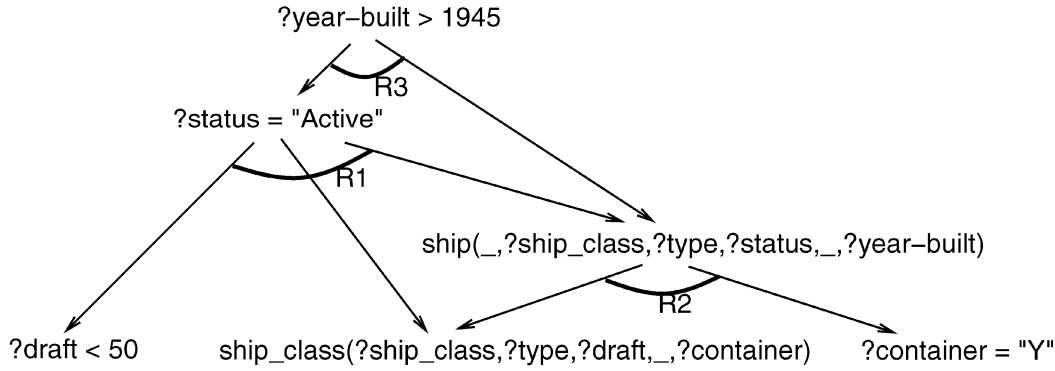 ?year−built > 1945
R3
?status = "Active"
R1
ship(_,?ship_class,?type,?status,_,?year−built)
R2
?draft < 50
ship_class(?ship_class,?type,?draft,_,?container)
?container = "Y"